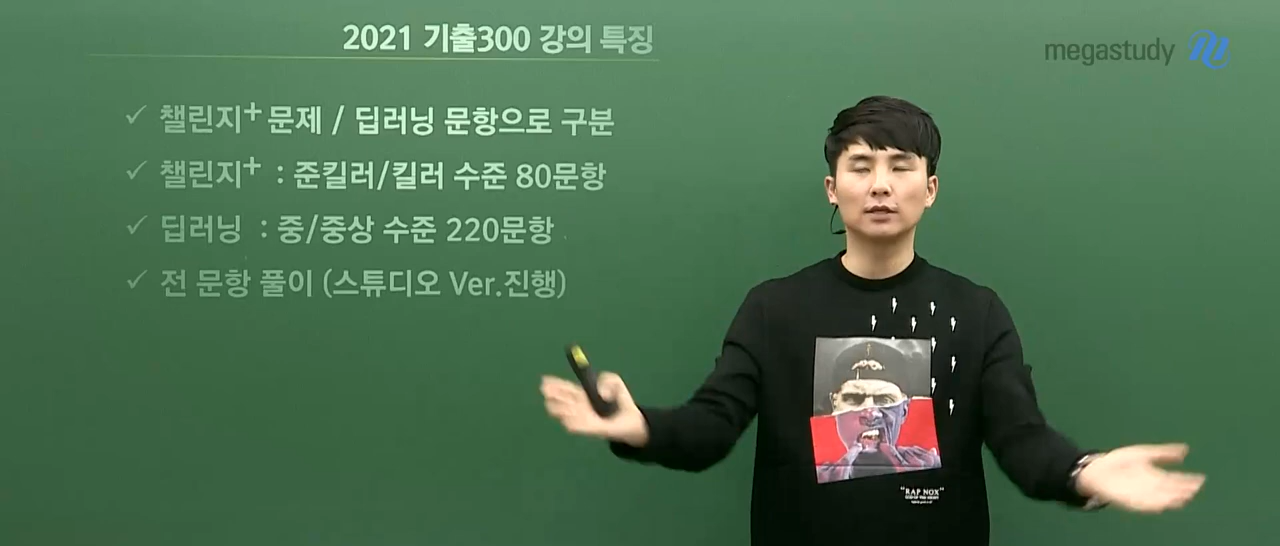 2021 기출300 강의 특징
megastudy
✓ 챌린지+ 문제 / 딥러닝 문항으로 구분
✓ 챌린지+ : 준킬러/킬러 수준 80문항
✓ 딥러닝 : 중/중상 수준 220문항
✓ 전 문항 풀이 (스튜디오 Ver.진행)
"RAP NOX"